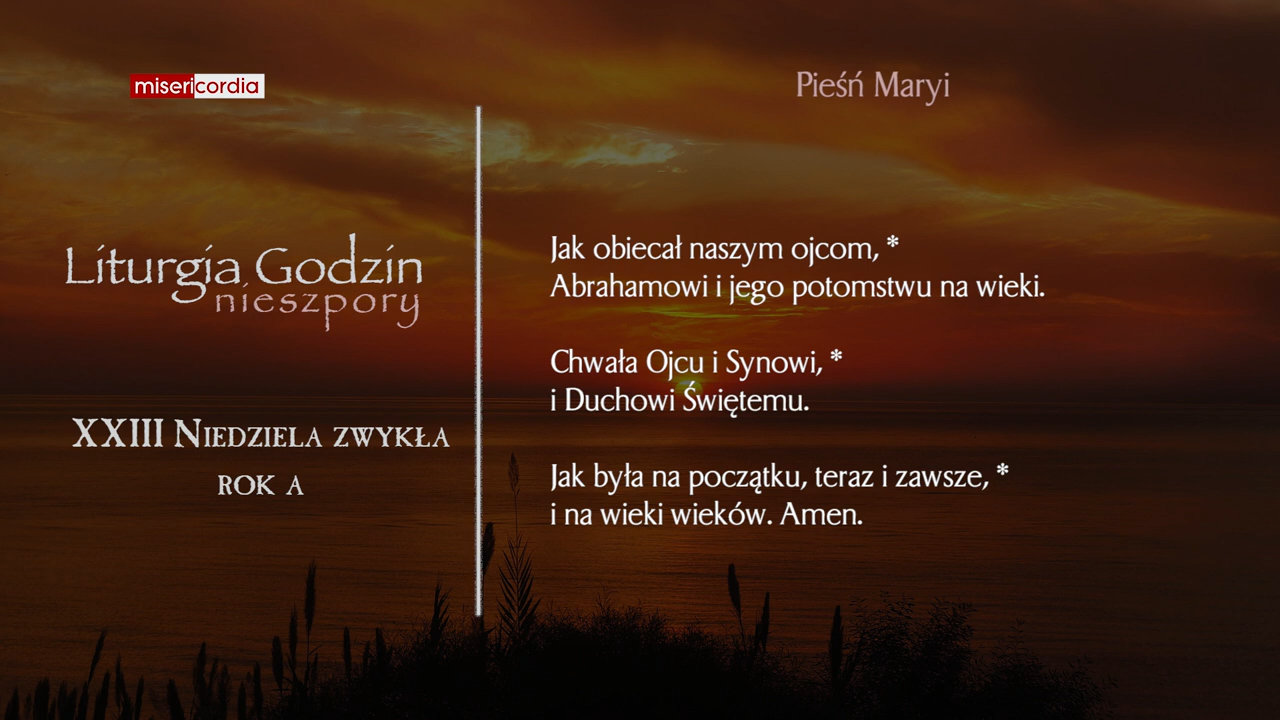 misericordia
Pieśń Maryi
Liturgia Godzin
nieszpory
XXIII Niedziela zwykła
rok A
Jak obiecał naszym ojcom, *
Abrahamowi i jego potomstwu na wieki.
Chwała Ojcu i Synowi, *
i Duchowi Świętemu.
Jak była na początku, teraz i zawsze, *
i na wieki wieków. Amen.